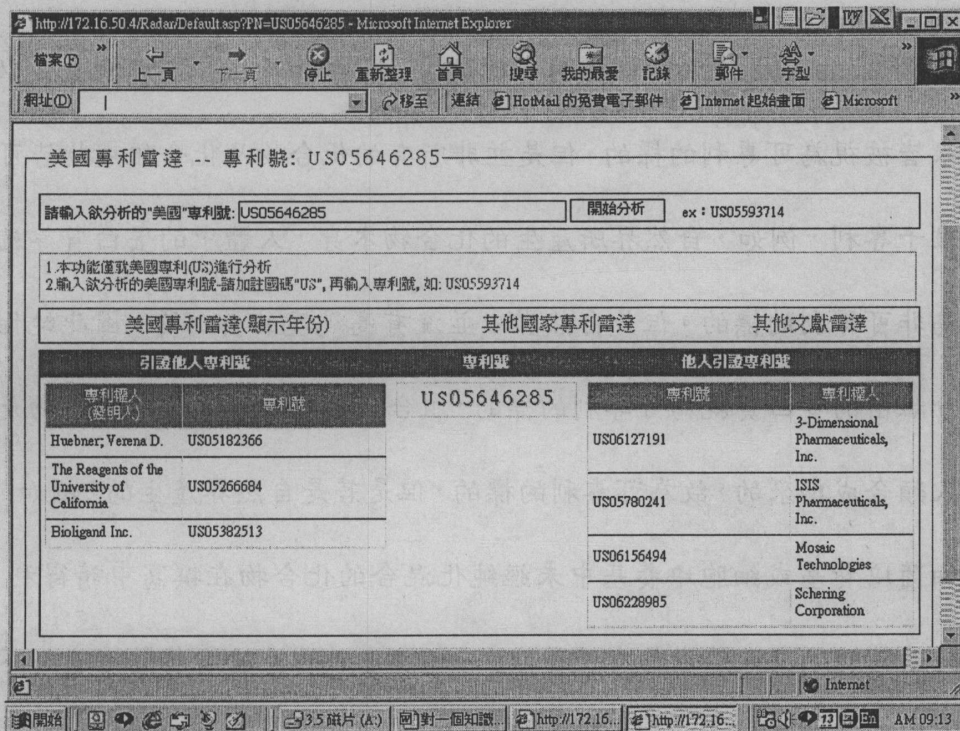 http://172.16.50.4/Radar/Default.asp?PN=US05646285 - Microsoft Internet Explorer
檔案(F) » 上一頁 下一頁 停止 重新整理 首頁 搜尋 我的最愛 記錄 郵件 字型 »
網址(D) 移至 連結 HotMail 的免費電子郵件 Internet 起始畫面 Microsoft »
美國專利雷達 -- 專利號: US05646285
請輸入欲分析的"美國"專利號: US05646285 開始分析 ex：US05593714
1.本功能僅就美國專利(US)進行分析
2.輸入欲分析的美國專利號-請加註國碼"US", 再輸入專利號, 如: US05593714
美國專利雷達(顯示年份) 其他國家專利雷達 其他文獻雷達
引證他人專利號 專利號 他人引證專利號
專利權人
(發明人) 專利號
US05646285
專利號 專利權人
Huebner; Verena D. US05182366
The Reagents of the
University of
California US05266684
Bioligand Inc. US05382513
US06127191 3-Dimensional
Pharmaceuticals,
Inc.
US05780241 ISIS
Pharmaceuticals,
Inc.
US06156494 Mosaic
Technologies
US06228985 Schering
Corporation
Internet
開始 3.5 磁片 (A:) 對一個知識... http://172.16... http://172.16:... AM 09:13